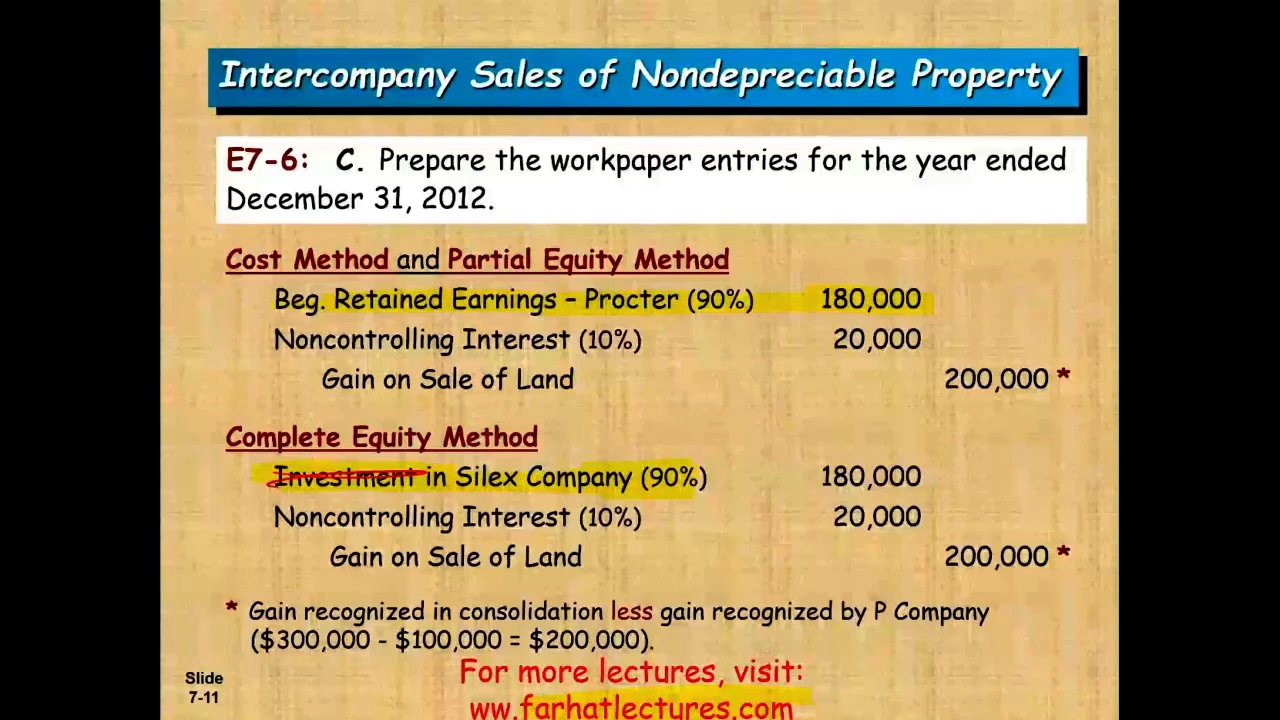 Intercompany Sales of Nondepreciable Property
E7-6: C. Prepare the workpaper entries for the year ended
December 31, 2012.
Cost Method and Partial Equity Method
Beg. Retained Earnings – Procter (90%) 180,000
Noncontrolling Interest (10%) 20,000
Gain on Sale of Land 200,000 *
Complete Equity Method
Investment in Silex Company (90%) 180,000
Noncontrolling Interest (10%) 20,000
Gain on Sale of Land 200,000 *
* Gain recognized in consolidation less gain recognized by P Company
($300,000 - $100,000 = $200,000).
Slide
7-11
For more lectures, visit:
ww.farhatlectures.com